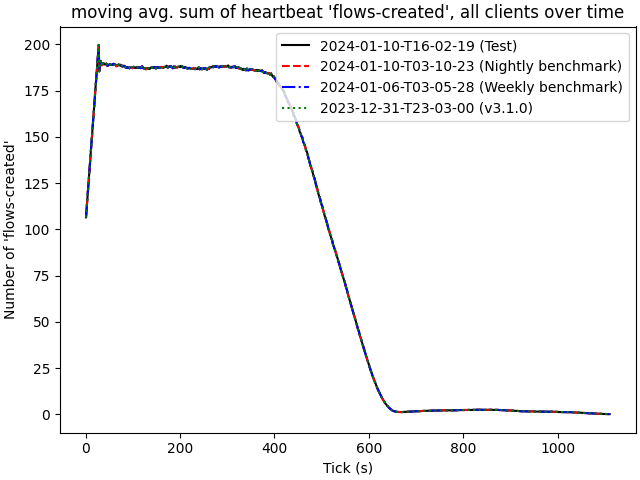 moving avg. sum of heartbeat 'flows-created', all clients over time
2024-01-10-T16-02-19 (Test)
2024-01-10-T03-10-23 (Nightly benchmark)
2024-01-06-T03-05-28 (Weekly benchmark)
2023-12-31-T23-03-00 (v3.1.0)
Number of 'flows-created'
200
175
150
125
100
75
50
25
0
0 200 400 600 800 1000
Tick (s)